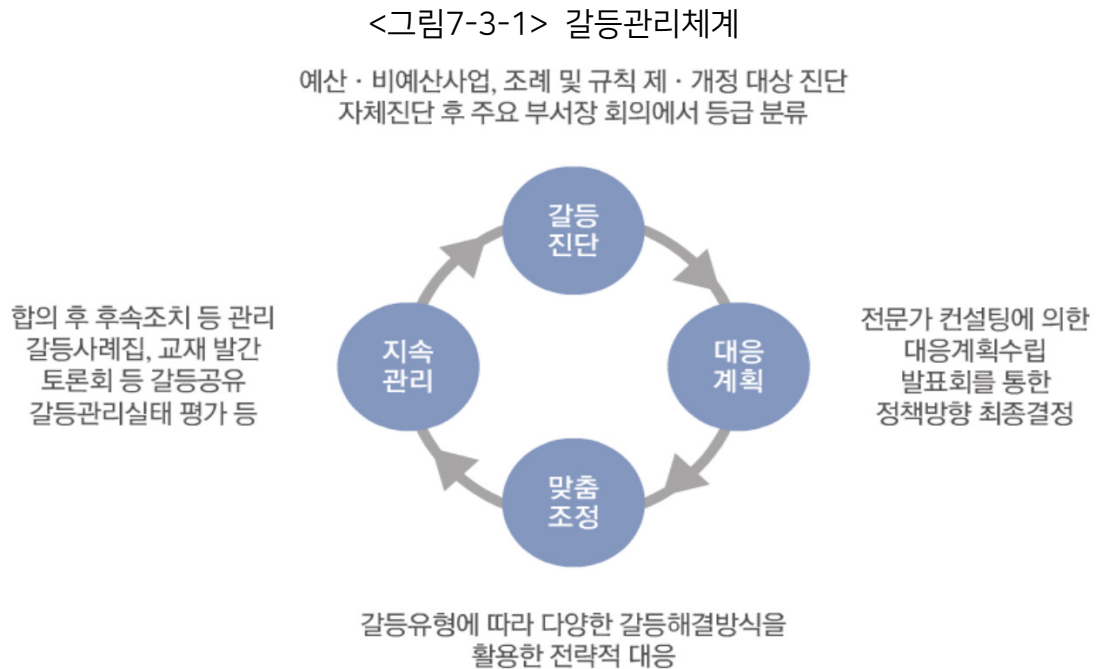 <그림7-3-1> 갈등관리체계
예산 · 비예산사업, 조례 및 규칙 제 · 개정 대상 진단
자체진단 후 주요 부서장 회의에서 등급 분류
갈등
진단
합의 후 후속조치 등 관리
갈등사례집, 교재 발간
토론회 등 갈등공유
갈등관리실태 평가 등
지속
관리
대응
계획
전문가 컨설팅에 의한
대응계획수립
발표회를 통한
정책방향 최종결정
맞춤
조정
갈등유형에 따라 다양한 갈등해결방식을
활용한 전략적 대응